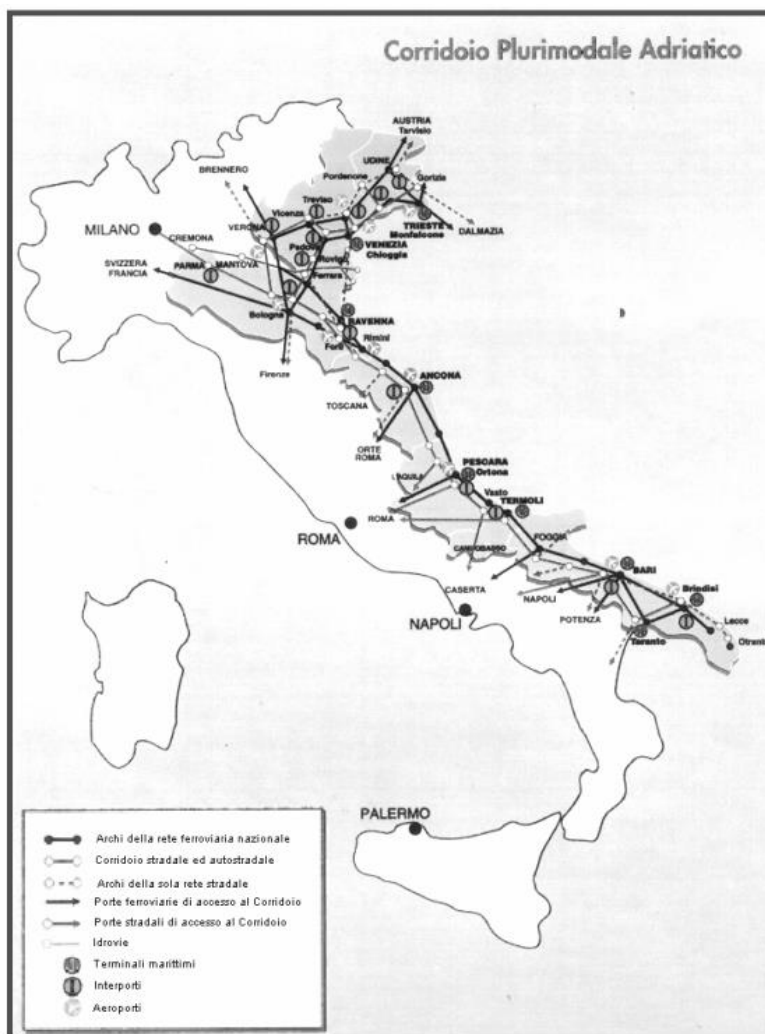 Corridoio Plurimodale Adriatico
AUSTRIA
Tarvisio
UDINE
BRENNERO
Pordenone
Gorizia
Treviso
Vicenza
TRIESTE
Monfalcone
MILANO
VERONA
DALMAZIA
CREMONA
Padova
VENEZIA
Chioggia
SVIZZERA
FRANCIA
PARMA
MANTOVA
Rovigo
Ferrara
Bologna
RAVENNA
Forlì
Rimini
Firenze
ANCONA
TOSCANA
ORTE
ROMA
PESCARA
Ortona
L'AQUILA
Vasto
TERMOLI
ROMA
ROMA
FOGGIA
CAMPOBASSO
BARI
CASERTA
NAPOLI
Brindisi
NAPOLI
POTENZA
Lecce
Taranto
Otranto
PALERMO
Archi della rete ferroviaria nazionale
Corridoio stradale ed autostradale
Archi della sola rete stradale
Porte ferroviarie di accesso al Corridoio
Porte stradali di accesso al Corridoio
Idrovie
Terminali marittimi
Interporti
Aeroporti